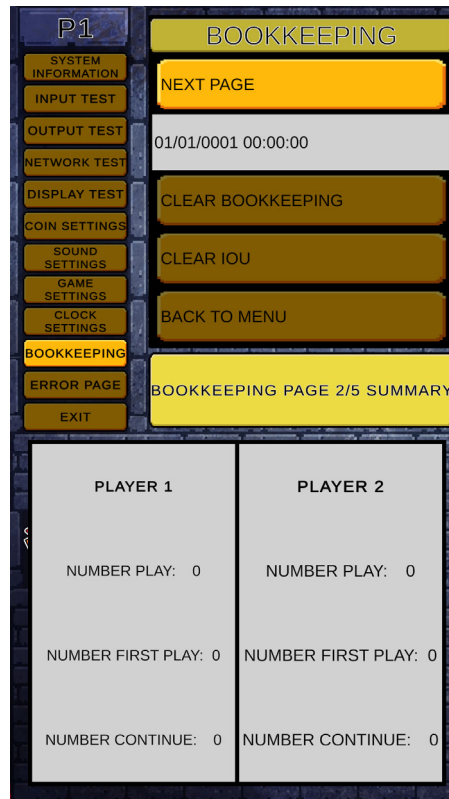 P1
SYSTEM
INFORMATION
INPUT TEST
OUTPUT TEST
NETWORK TEST
DISPLAY TEST
COIN SETTINGS
SOUND
SETTINGS
GAME
SETTINGS
CLOCK
SETTINGS
BOOKKEEPING
ERROR PAGE
EXIT
BOOKKEEPING
NEXT PAGE
01/01/0001 00:00:00
CLEAR BOOKKEEPING
CLEAR IOU
BACK TO MENU
BOOKKEEPING PAGE 2/5 SUMMARY
PLAYER 1
NUMBER PLAY: 0
NUMBER FIRST PLAY: 0
NUMBER CONTINUE: 0
PLAYER 2
NUMBER PLAY: 0
NUMBER FIRST PLAY: 0
NUMBER CONTINUE: 0